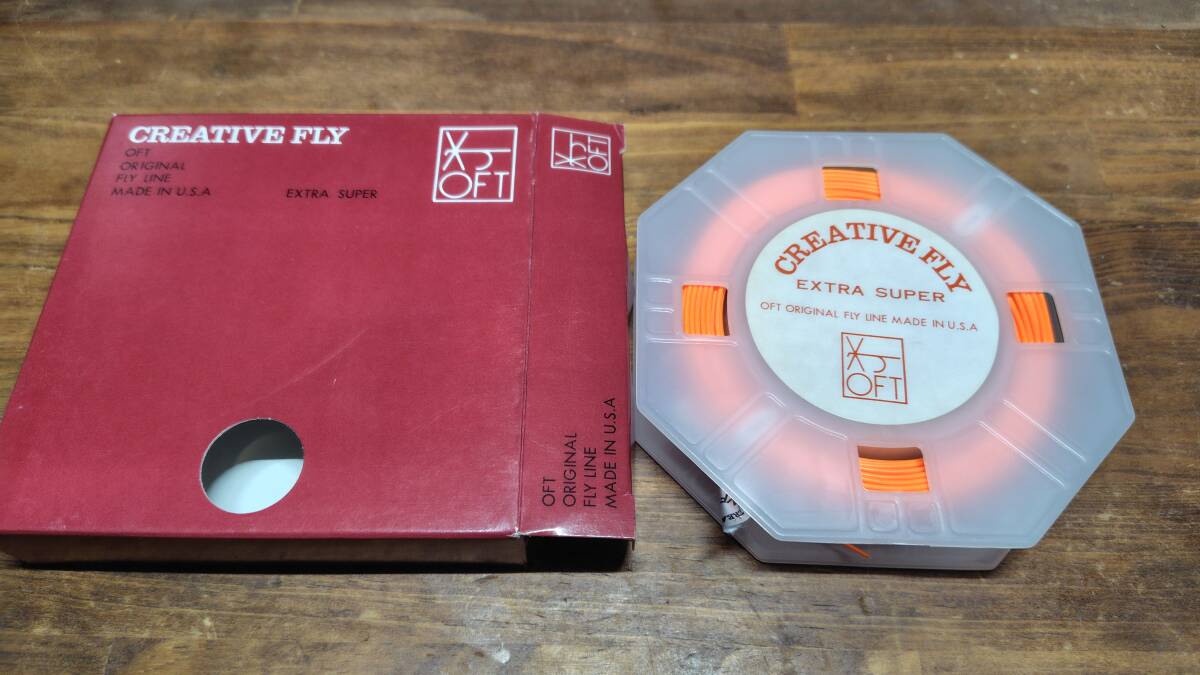 CREATIVE FLY
OFT
ORIGINAL
FLY LINE
MADE IN U.S.A
EXTRA SUPER
OFT
OFT
OFT
ORIGINAL
FLY LINE
MADE IN U.S.A
CREATIVE FLY
EXTRA SUPER
OFT ORIGINAL FLY LINE MADE IN U.S.A
OFT